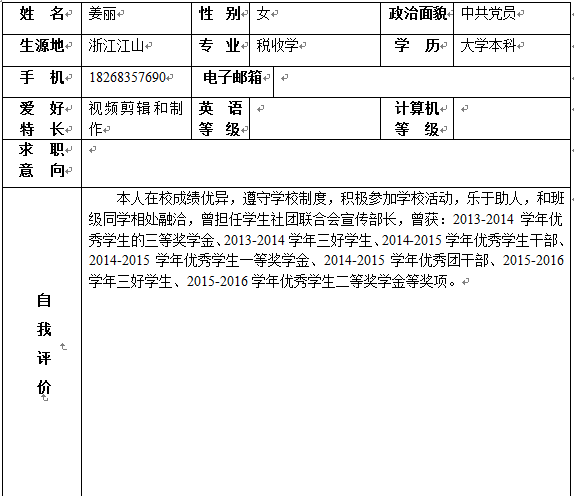 姓 名 姜丽 性 别 女 政治面貌 中共党员
生源地 浙江江山 专 业 税收学 学 历 大学本科
手 机 18268357690 电子邮箱
爱 好 视频剪辑和制 英 语 计算机
特 长 作 等 级 等 级
求 职
意 向
本人在校成绩优异，遵守学校制度，积极参加学校活动，乐于助人，和班
级同学相处融洽，曾担任学生社团联合会宣传部长，曾获：2013-2014 学年优
秀学生的三等奖学金、2013-2014 学年三好学生、2014-2015 学年优秀学生干部、
2014-2015 学年优秀学生一等奖学金、2014-2015 学年优秀团干部、2015-2016
学年三好学生、2015-2016 学年优秀学生二等奖学金等奖项。
自
我
评
价